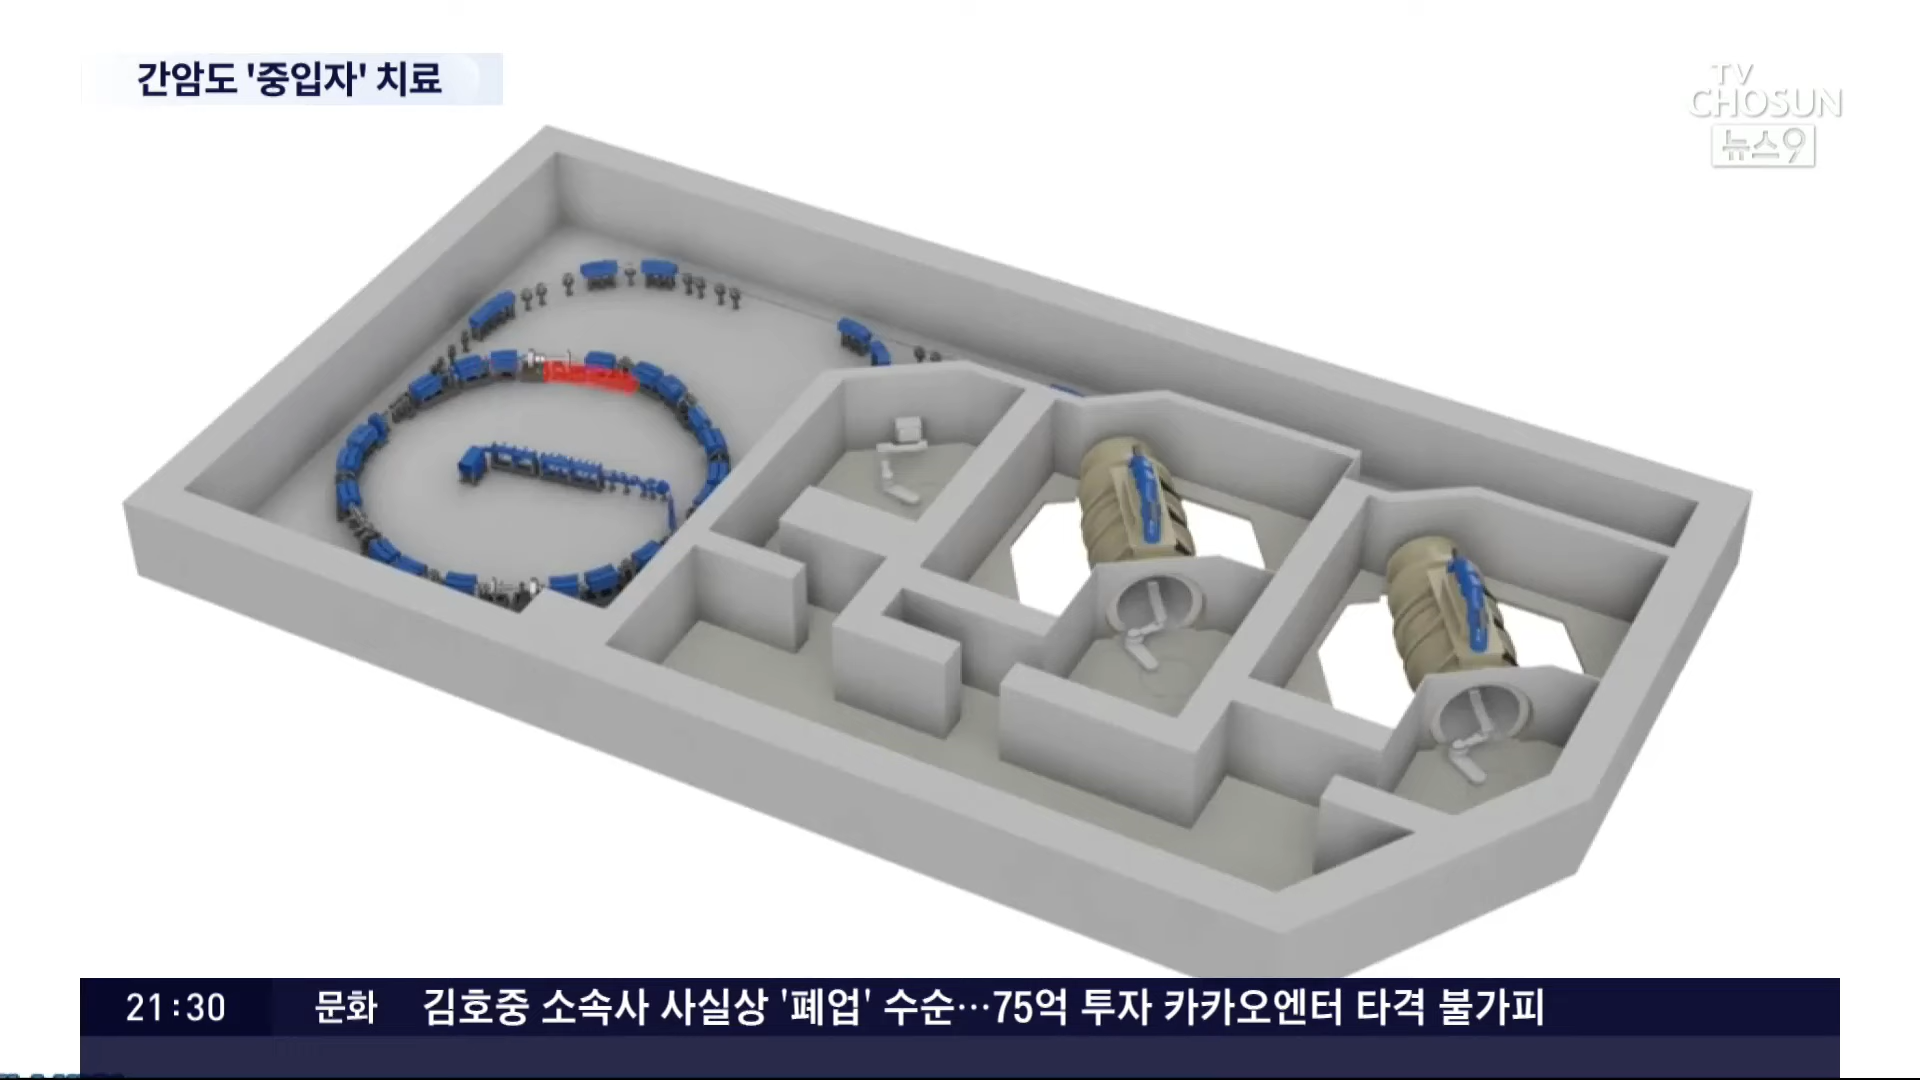 간암도 '중입자' 치료
TV
CHOSUN
뉴스9
21:30 문화 김호중 소속사 사실상 '폐업' 수순…75억 투자 카카오엔터 타격 불가피